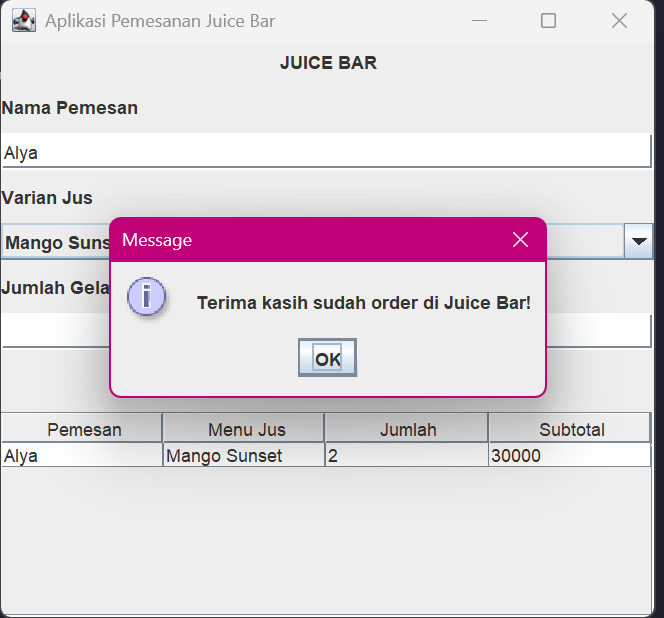 Aplikasi Pemesanan Juice Bar
JUICE BAR
Nama Pemesan
Alya
Varian Jus
Mango Suns
Message
Jumlah Gela
Terima kasih sudah order di Juice Bar!
OK
Pemesan Menu Jus Jumlah Subtotal
Alya Mango Sunset 2 30000